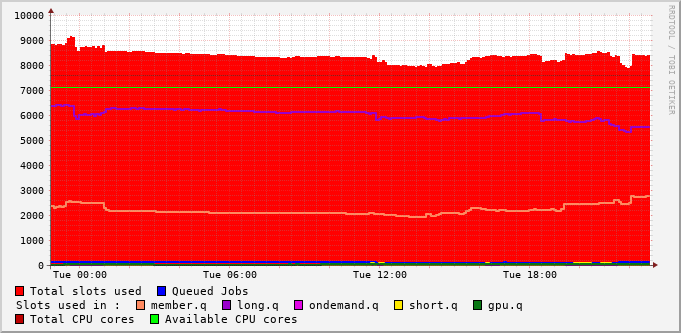 10000
9000
8000
7000
6000
5000
4000
3000
2000
1000
0
Tue 00:00 Tue 06:00 Tue 12:00 Tue 18:00
RRDTOOL / TOBI OETIKER
Total slots used Queued Jobs
Slots used in : member.q long.q ondemand.q short.q gpu.q
Total CPU cores Available CPU cores